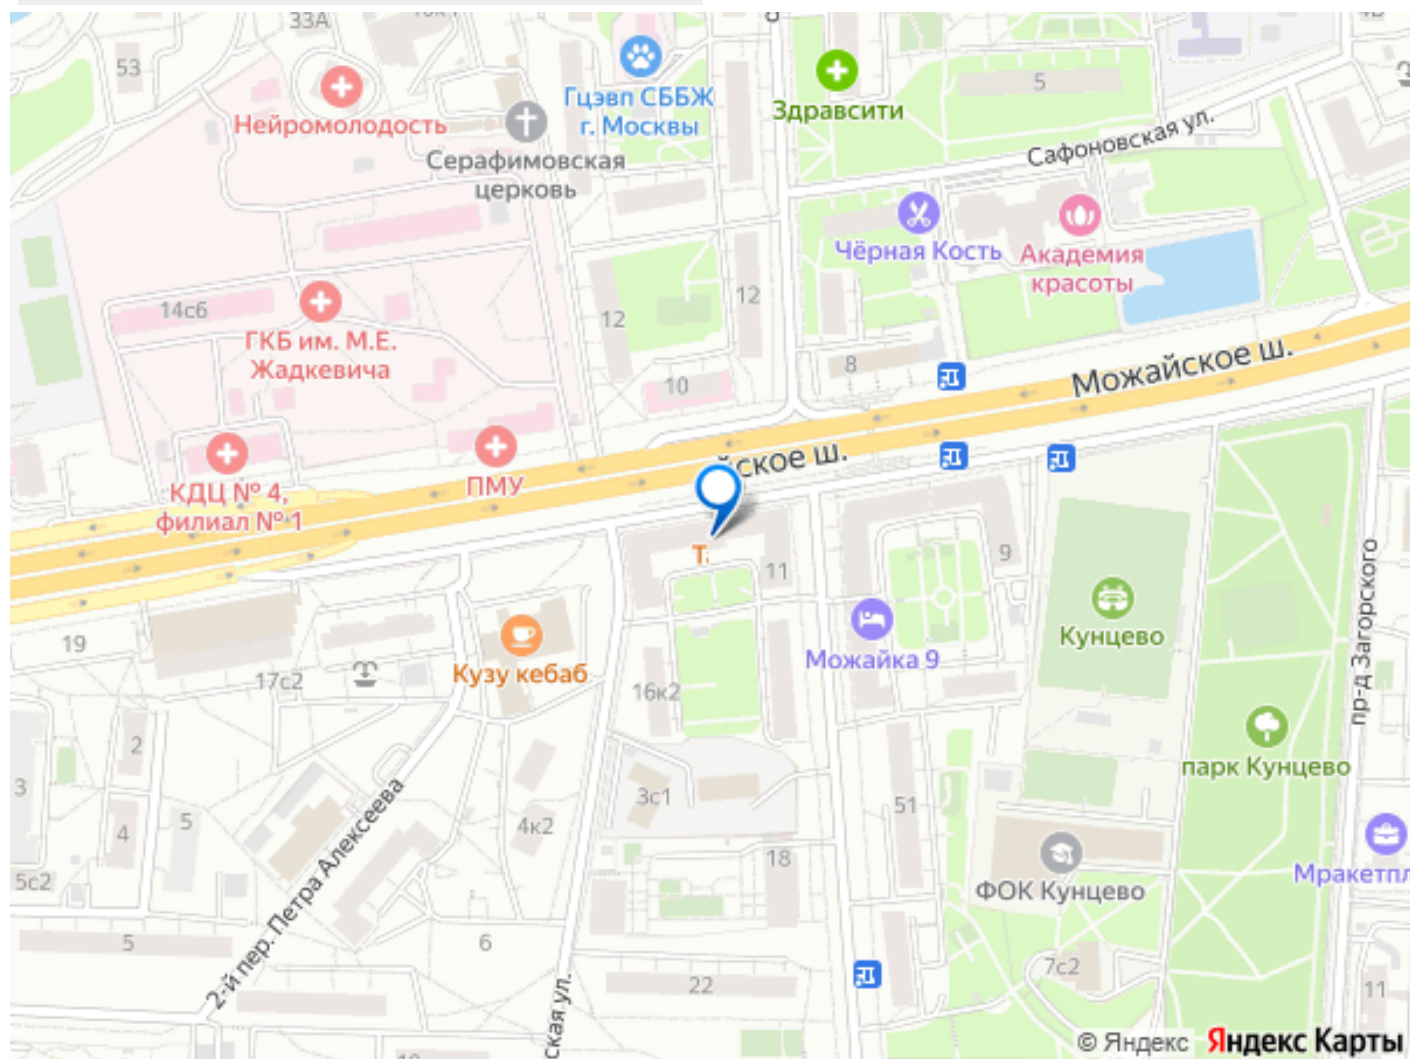 33А
53
Нейромолодость
Серафимовская
церковь
Гцэвп СББЖ
г. Москвы
Здравсити
5
Сафоновская ул.
Чёрная Кость
Академия
красоты
14с6
ГКБ им. М.Е.
Жадкевича
12
12
10
8
Можайское ш.
КДЦ № 4,
филиал № 1
ПМУ
йское ш.
11
9
Кунцево
Можайка 9
19
17с2
Кузу кебаб
16к2
пр-д Загорского
парк Кунцево
2
3
4
5
5с2
2-й пер. Петра Алексеева
4к2
3с1
51
18
ФОК Кунцево
Мракетпл
5
6
22
7с2
11
ская ул.
© Яндекс Яндекс Карты